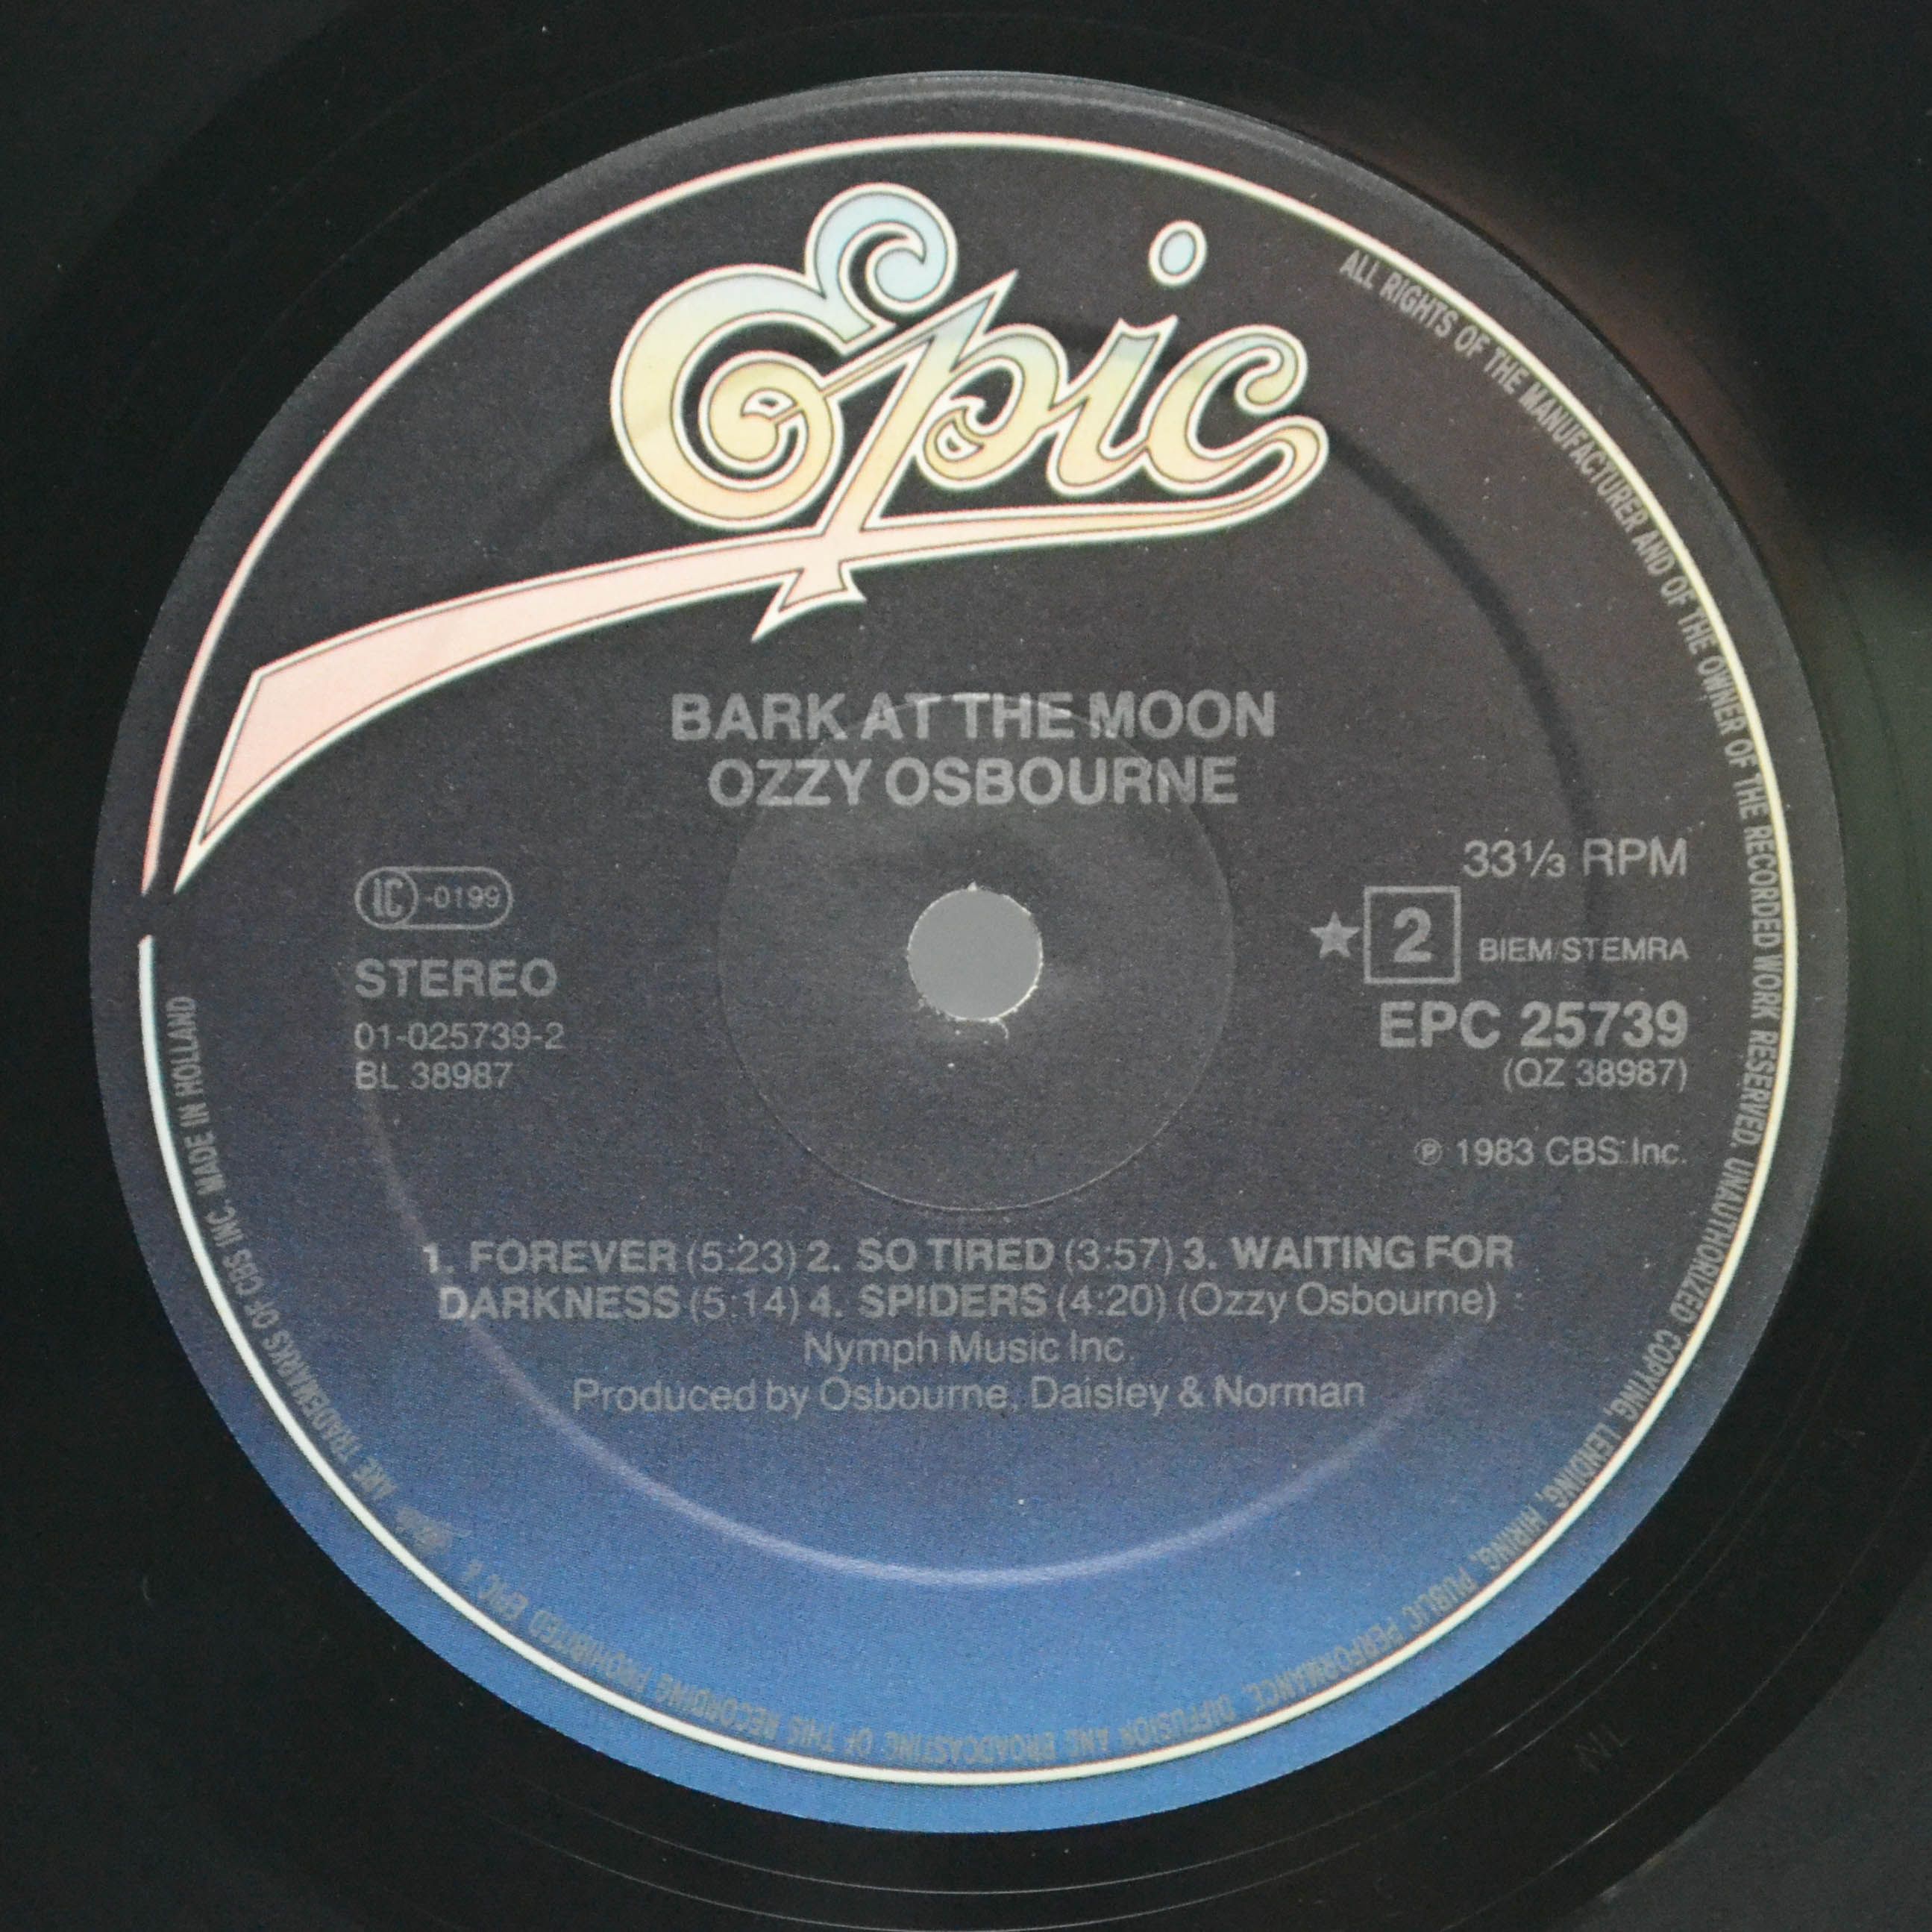 Epic
BARK AT THE MOON
OZZY OSBOURNE
LC -0199
STEREO
01-025739-2
BL 38987
33⅓ RPM
★ 2 BIEM/STEMRA
EPC 25739
(QZ 38987)
℗ 1983 CBS Inc.
1. FOREVER (5:23) 2. SO TIRED (3:57) 3. WAITING FOR
DARKNESS (5:14) 4. SPIDERS (4:20) (Ozzy Osbourne)
Nymph Music Inc.
Produced by Osbourne, Daisley & Norman
ALL RIGHTS OF THE MANUFACTURER AND OF THE OWNER OF THE RECORDED WORK RESERVED. UNAUTHORIZED COPYING, LENDING, HIRING, PUBLIC PERFORMANCE, DIFFUSION AND BROADCASTING OF THIS RECORDING PROHIBITED EPIC & ARE TRADEMARKS OF CBS INC. MADE IN HOLLAND
NL